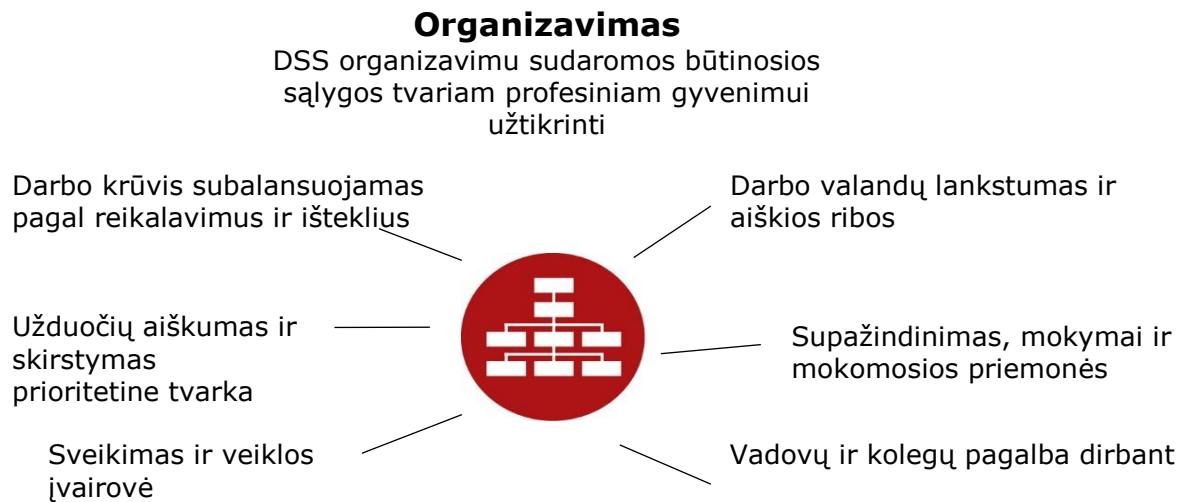 Organizavimas
DSS organizavimu sudaromos būtinosios
sąlygos tvariam profesiniam gyvenimui
užtikrinti
Darbo krūvis subalansuojamas
pagal reikalavimus ir išteklius
Darbo valandų lankstumas ir
aiškios ribos
Užduočių aiškumas ir
skirstymas
prioritetine tvarka
Supažindinimas, mokymai ir
mokomosios priemonės
Sveikimas ir veiklos
įvairovė
Vadovų ir kolegų pagalba dirbant